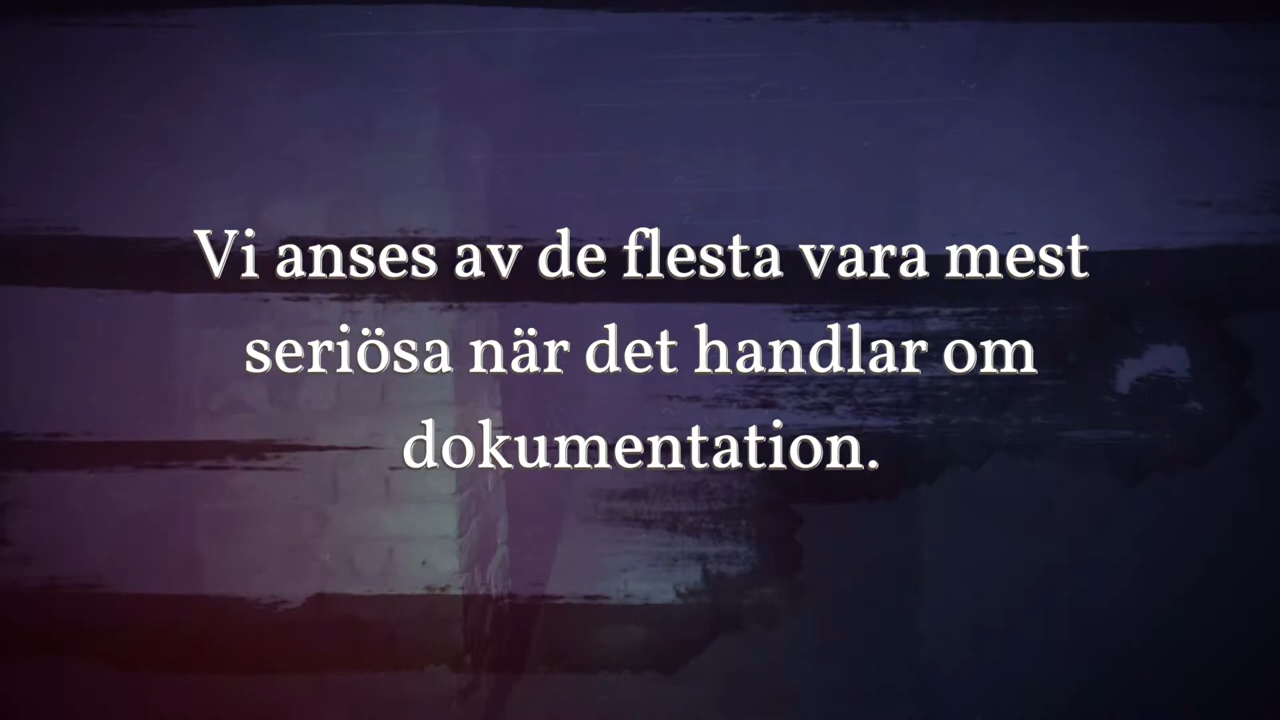 Vi anses av de flesta vara mest
seriösa när det handlar om
dokumentation.